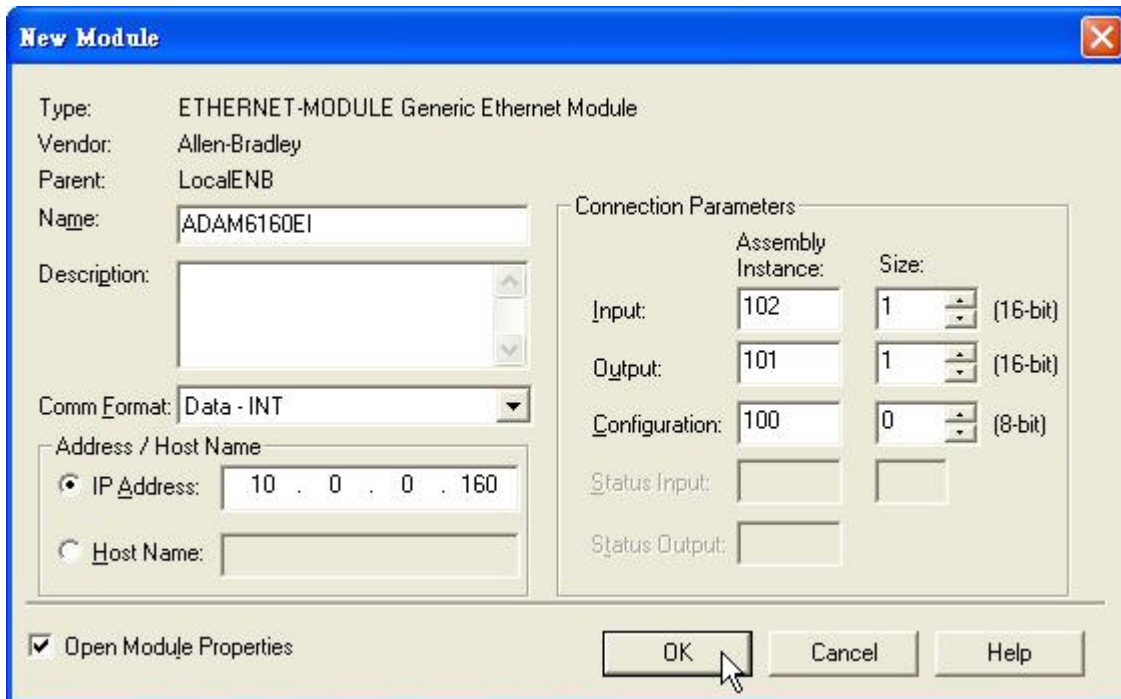 New Module
Type: ETHERNET-MODULE Generic Ethernet Module
Vendor: Allen-Bradley
Parent: LocalENB
Name: ADAM6160EI
Description:
Comm Format: Data - INT
Address / Host Name
IP Address: 10 . 0 . 0 . 160
Host Name:
Connection Parameters
Assembly Instance: Size:
Input: 102 1 (16-bit)
Output: 101 1 (16-bit)
Configuration: 100 0 (8-bit)
Status Input:
Status Output:
Open Module Properties
OK Cancel Help